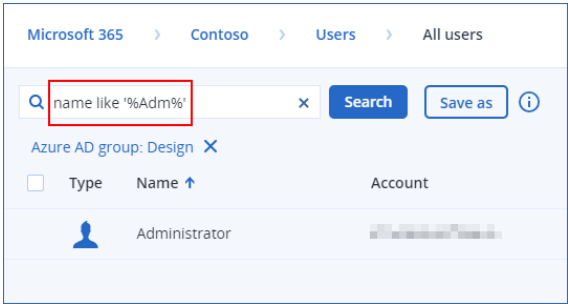 Microsoft 365 > Contoso > Users > All users
name like '%Adm%' × Search Save as
Azure AD group: Design ×
Type Name ↑ Account
Administrator